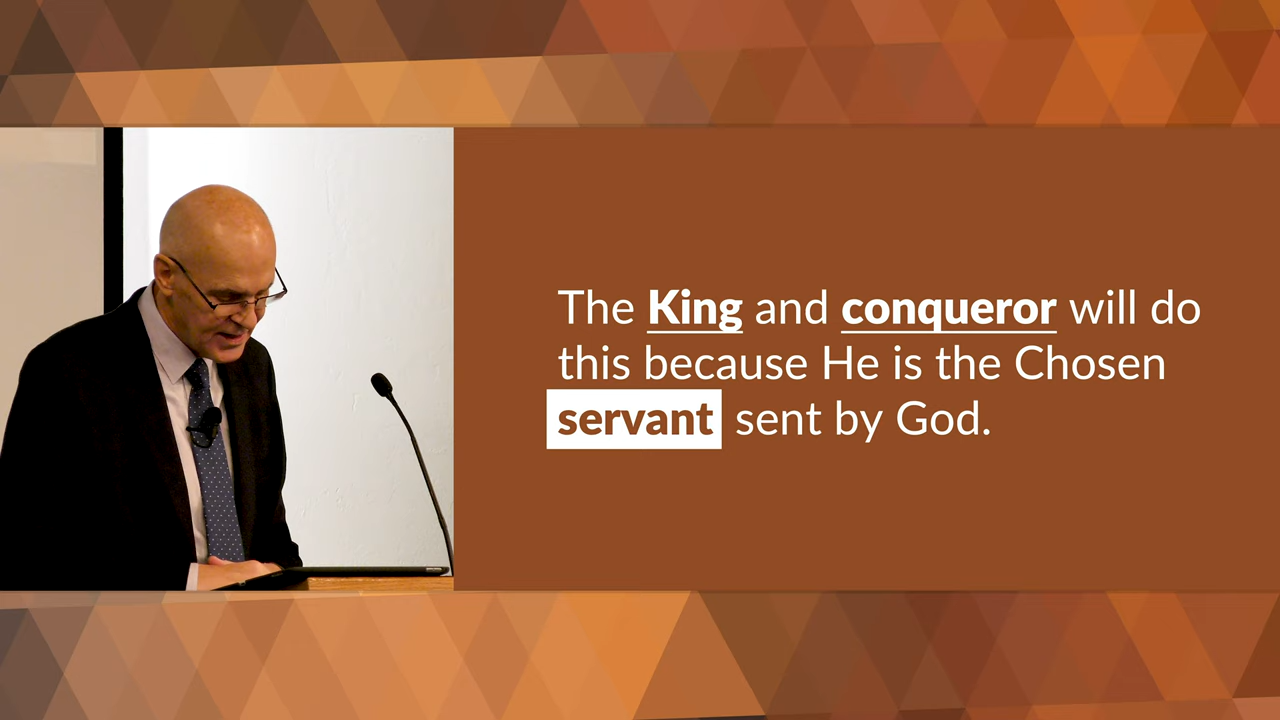 The King and conqueror will do
this because He is the Chosen
servant sent by God.